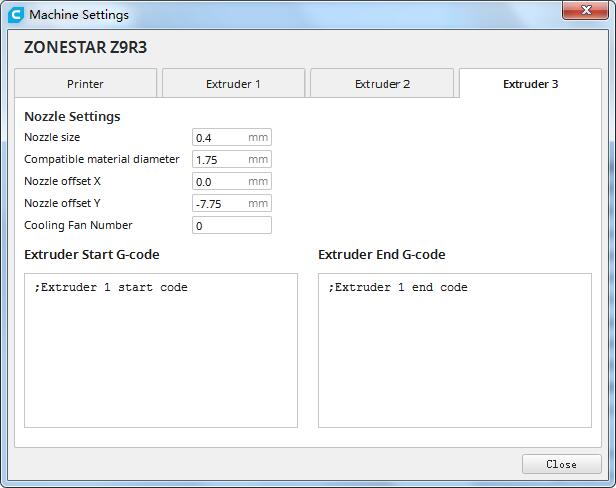 Machine Settings
ZONESTAR Z9R3
Printer
Extruder 1
Extruder 2
Extruder 3
Nozzle Settings
Nozzle size 0.4 mm
Compatible material diameter 1.75 mm
Nozzle offset X 0.0 mm
Nozzle offset Y -7.75 mm
Cooling Fan Number 0
Extruder Start G-code
;Extruder 1 start code
Extruder End G-code
;Extruder 1 end code
Close